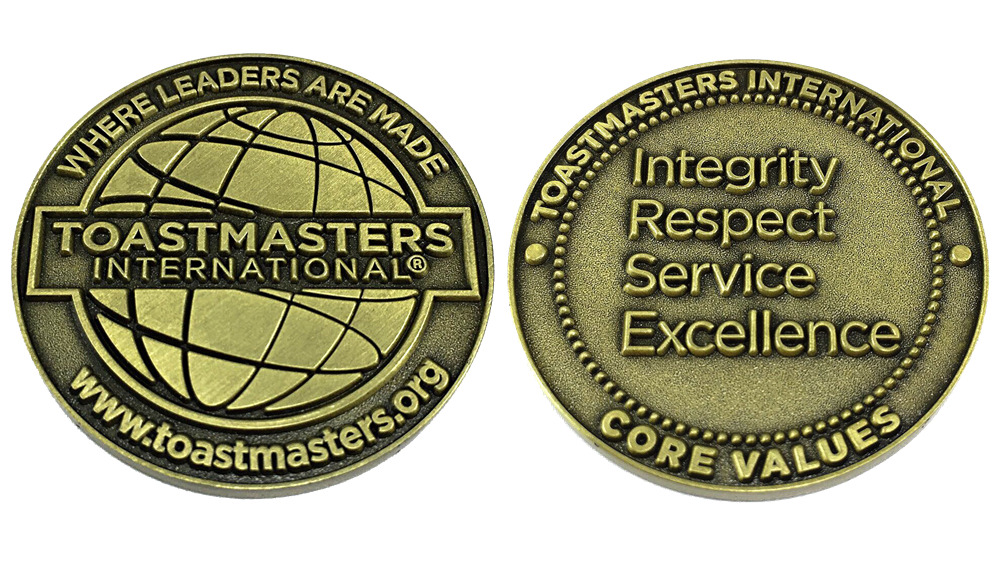 WHERE LEADERS ARE MADE
TOASTMASTERS
INTERNATIONAL®
www.toastmasters.org
TOASTMASTERS INTERNATIONAL
Integrity
Respect
Service
Excellence
CORE VALUES